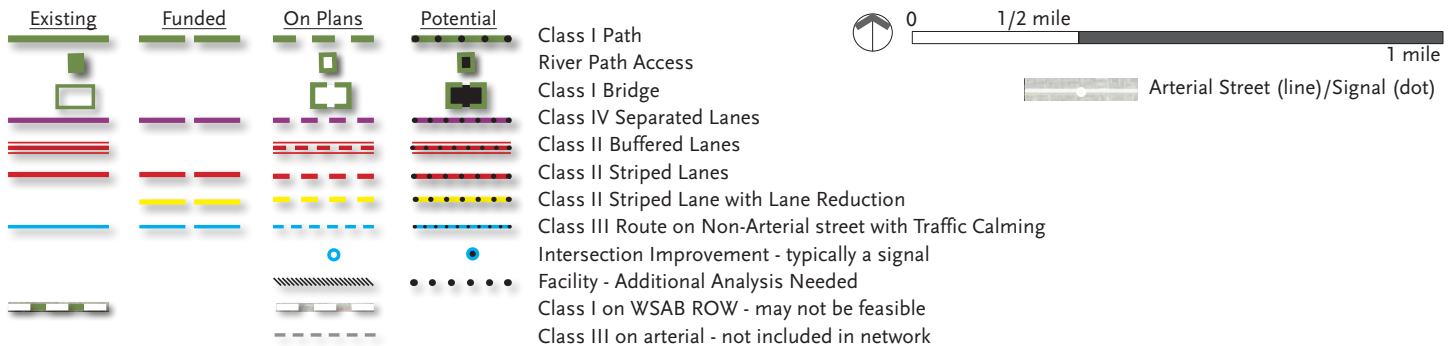 Existing Funded On Plans Potential
Class I Path
River Path Access
Class I Bridge
Class IV Separated Lanes
Class II Buffered Lanes
Class II Striped Lanes
Class II Striped Lane with Lane Reduction
Class III Route on Non-Arterial street with Traffic Calming
Intersection Improvement - typically a signal
Facility - Additional Analysis Needed
Class I on WSAB ROW - may not be feasible
Class III on arterial - not included in network
0 1/2 mile
1 mile
Arterial Street (line)/Signal (dot)